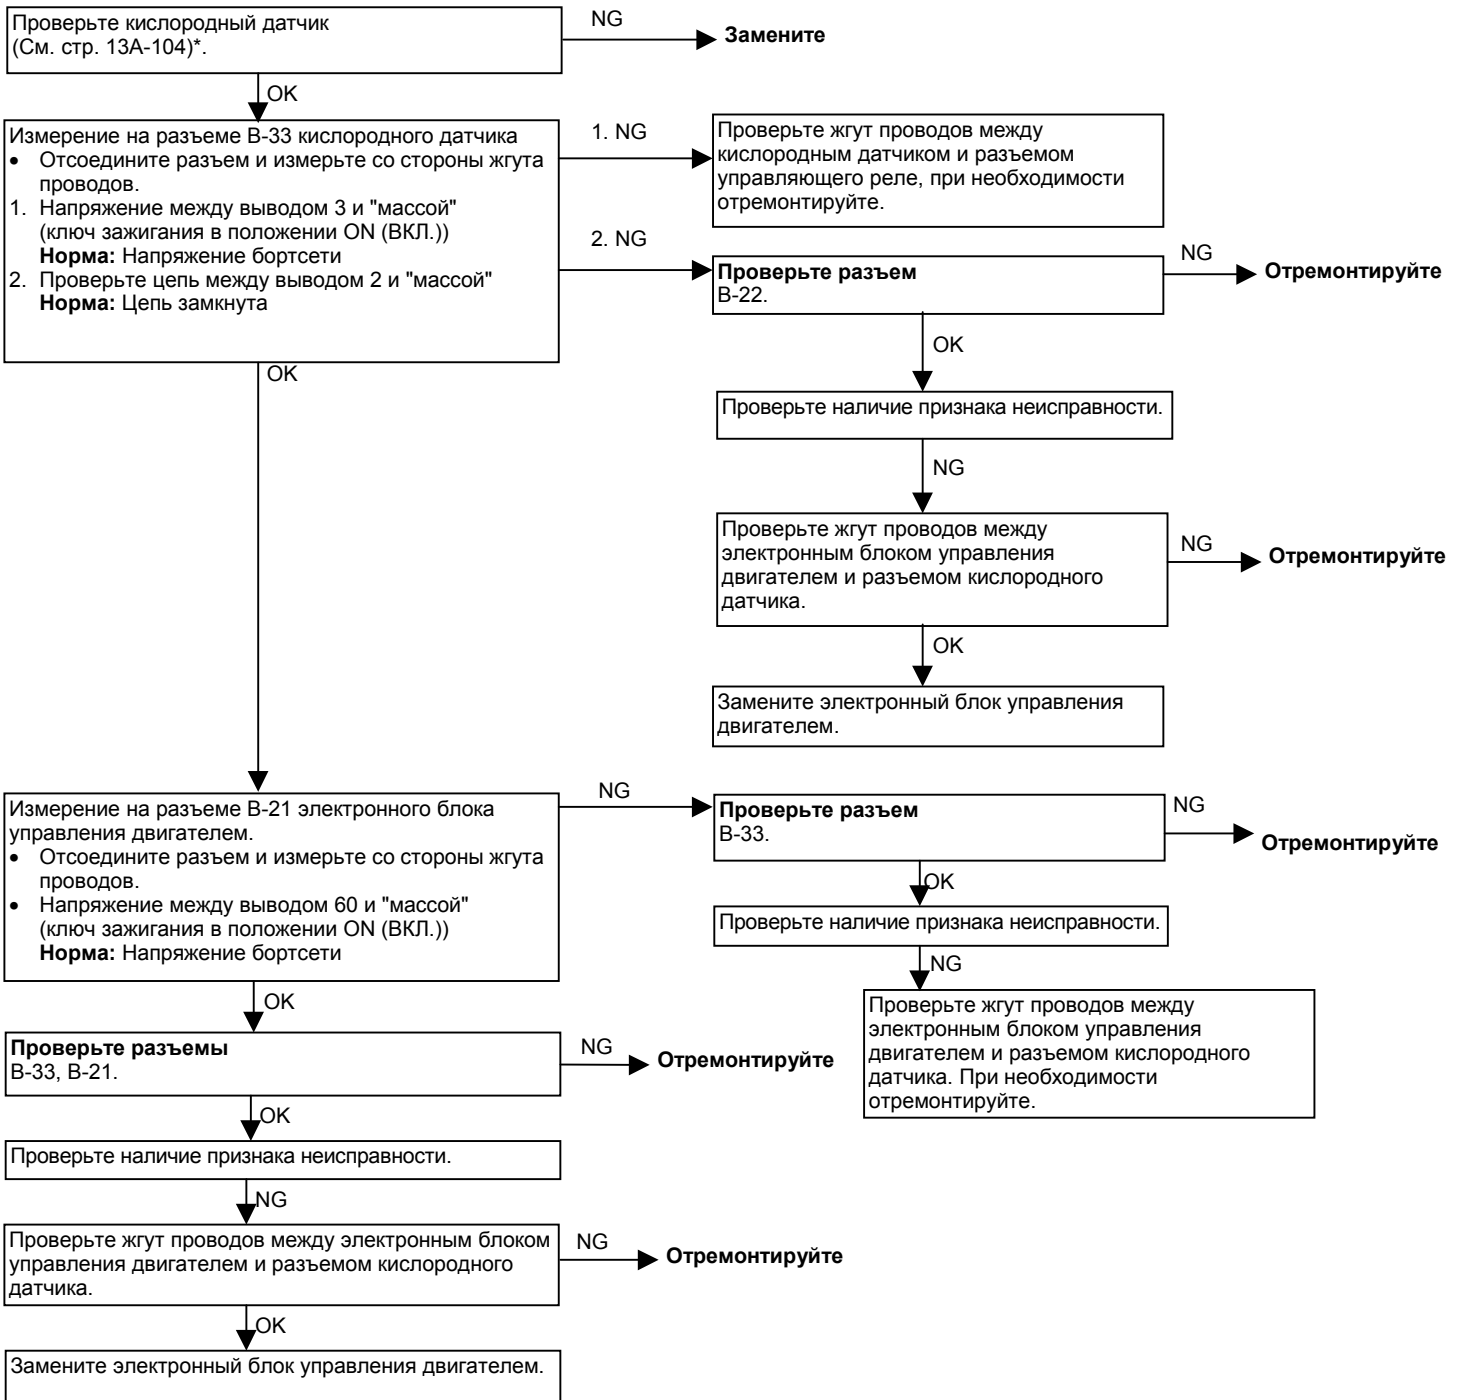 Проверьте кислородный датчик
(См. стр. 13А-104)*.
NG
Замените
OK
Измерение на разъеме В-33 кислородного датчика
• Отсоедините разъем и измерьте со стороны жгута
проводов.
1. Напряжение между выводом 3 и "массой"
(ключ зажигания в положении ON (ВКЛ.))
Норма: Напряжение бортсети
2. Проверьте цепь между выводом 2 и "массой"
Норма: Цепь замкнута
1. NG
Проверьте жгут проводов между
кислородным датчиком и разъемом
управляющего реле, при необходимости
отремонтируйте.
2. NG
Проверьте разъем
В-22.
NG
Отремонтируйте
OK
Проверьте наличие признака неисправности.
NG
Проверьте жгут проводов между
электронным блоком управления
двигателем и разъемом кислородного
датчика.
NG
Отремонтируйте
OK
Замените электронный блок управления
двигателем.
OK
Измерение на разъеме В-21 электронного блока
управления двигателем.
• Отсоедините разъем и измерьте со стороны жгута
проводов.
• Напряжение между выводом 60 и "массой"
(ключ зажигания в положении ON (ВКЛ.))
Норма: Напряжение бортсети
NG
Проверьте разъем
В-33.
NG
Отремонтируйте
OK
Проверьте наличие признака неисправности.
NG
Проверьте жгут проводов между
электронным блоком управления
двигателем и разъемом кислородного
датчика. При необходимости
отремонтируйте.
OK
Проверьте разъемы
В-33, В-21.
NG
Отремонтируйте
OK
Проверьте наличие признака неисправности.
NG
Проверьте жгут проводов между электронным блоком
управления двигателем и разъемом кислородного
датчика.
NG
Отремонтируйте
OK
Замените электронный блок управления двигателем.